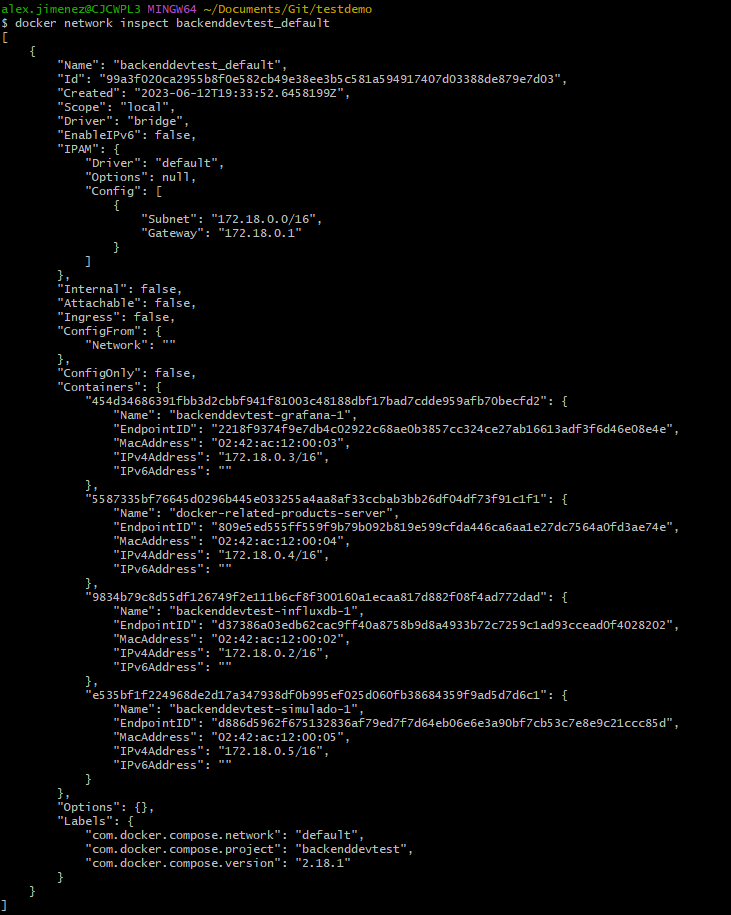 alex.jimenez@CJCWPL3 MINGW64 ~/Documents/Git/testdemo
$ docker network inspect backenddevtest_default
[
    {
        "Name": "backenddevtest_default",
        "Id": "99a3f020ca2955b8f0e582cb49e38ee3b5c581a594917407d03388de879e7d03",
        "Created": "2023-06-12T19:33:52.6458199Z",
        "Scope": "local",
        "Driver": "bridge",
        "EnableIPv6": false,
        "IPAM": {
            "Driver": "default",
            "Options": null,
            "Config": [
                {
                    "Subnet": "172.18.0.0/16",
                    "Gateway": "172.18.0.1"
                }
            ]
        },
        "Internal": false,
        "Attachable": false,
        "Ingress": false,
        "ConfigFrom": {
            "Network": ""
        },
        "ConfigOnly": false,
        "Containers": {
            "454d34686391fbb3d2cbbf941f81003c48188dbf17bad7cdde959afb70becfd2": {
                "Name": "backenddevtest-grafana-1",
                "EndpointID": "2218f9374f9e7db4c02922c68ae0b3857cc324ce27ab16613adf3f6d46e08e4e",
                "MacAddress": "02:42:ac:12:00:03",
                "IPv4Address": "172.18.0.3/16",
                "IPv6Address": ""
            },
            "5587335bf76645d0296b445e033255a4aa8af33ccbab3bb26df04df73f91c1f1": {
                "Name": "docker-related-products-server",
                "EndpointID": "809e5ed555ff559f9b79b092b819e599cfda446ca6aa1e27dc7564a0fd3ae74e",
                "MacAddress": "02:42:ac:12:00:04",
                "IPv4Address": "172.18.0.4/16",
                "IPv6Address": ""
            },
            "9834b79c8d55df126749f2e111b6cf8f300160a1ecaa817d882f08f4ad772dad": {
                "Name": "backenddevtest-influxdb-1",
                "EndpointID": "d37386a03edb62cac9ff40a8758b9d8a4933b72c7259c1ad93ccead0f4028202",
                "MacAddress": "02:42:ac:12:00:02",
                "IPv4Address": "172.18.0.2/16",
                "IPv6Address": ""
            },
            "e535bf1f224968de2d17a347938df0b995ef025d060fb38684359f9ad5d7d6c1": {
                "Name": "backenddevtest-simulado-1",
                "EndpointID": "d886d5962f675132836af79ed7f7d64eb06e6e3a90bf7cb53c7e8e9c21ccc85d",
                "MacAddress": "02:42:ac:12:00:05",
                "IPv4Address": "172.18.0.5/16",
                "IPv6Address": ""
            }
        },
        "Options": {},
        "Labels": {
            "com.docker.compose.network": "default",
            "com.docker.compose.project": "backenddevtest",
            "com.docker.compose.version": "2.18.1"
        }
    }
]